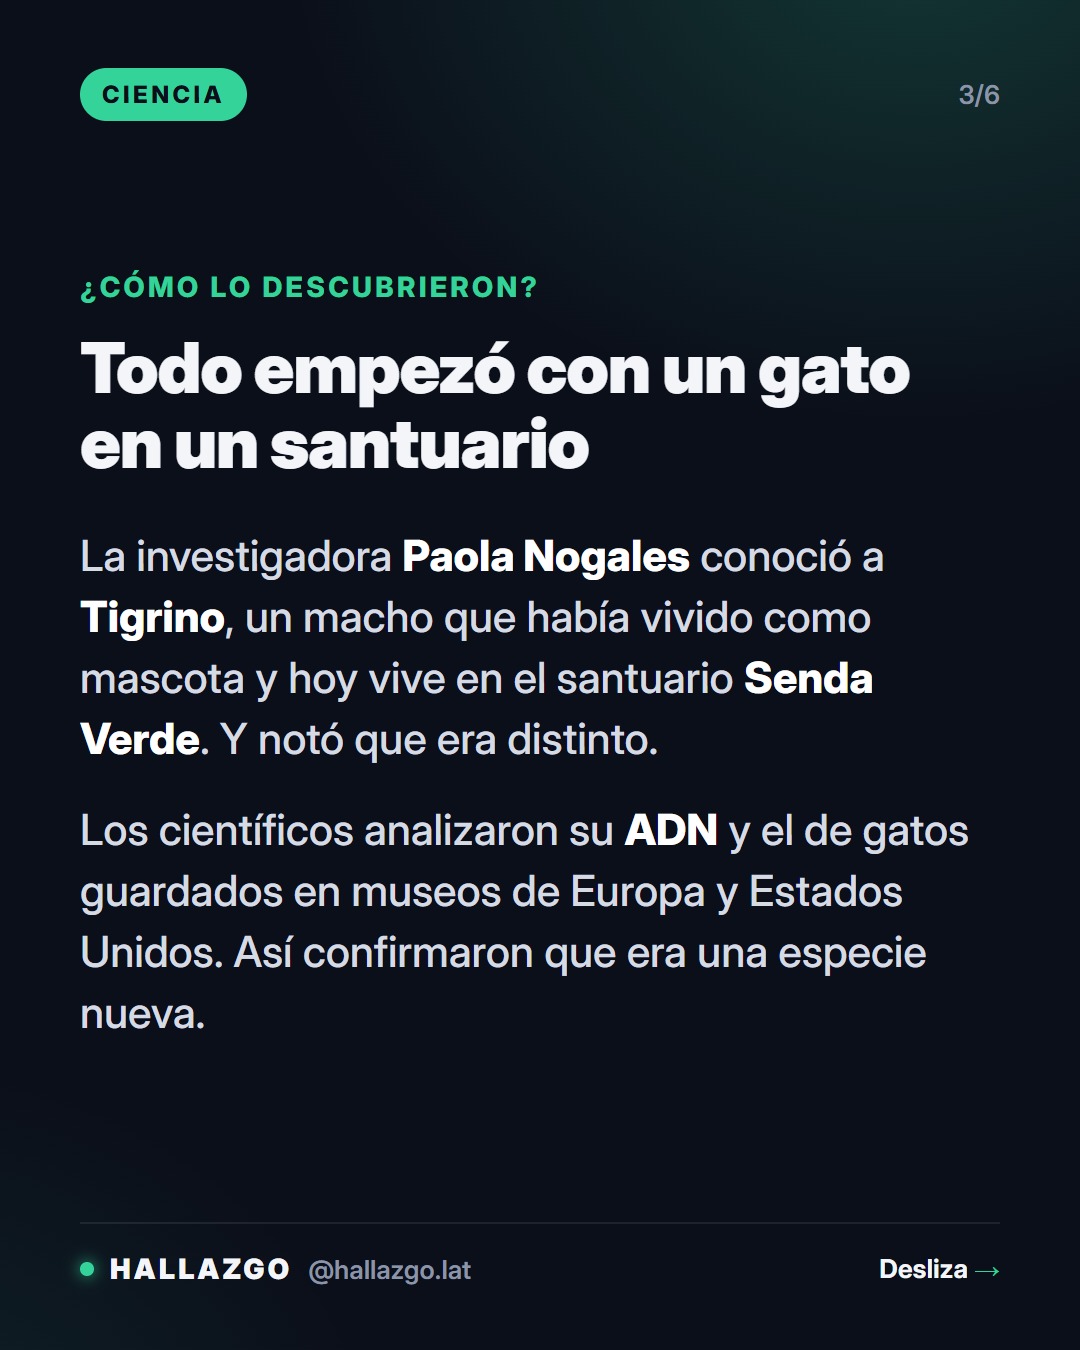 CIENCIA
3/6
¿CÓMO LO DESCUBRIERON?
Todo empezó con un gato
en un santuario
La investigadora Paola Nogales conoció a
Tigrino, un macho que había vivido como
mascota y hoy vive en el santuario Senda
Verde. Y notó que era distinto.
Los científicos analizaron su ADN y el de gatos
guardados en museos de Europa y Estados
Unidos. Así confirmaron que era una especie
nueva.
HALLAZGO @hallazgo.lat
Desliza →